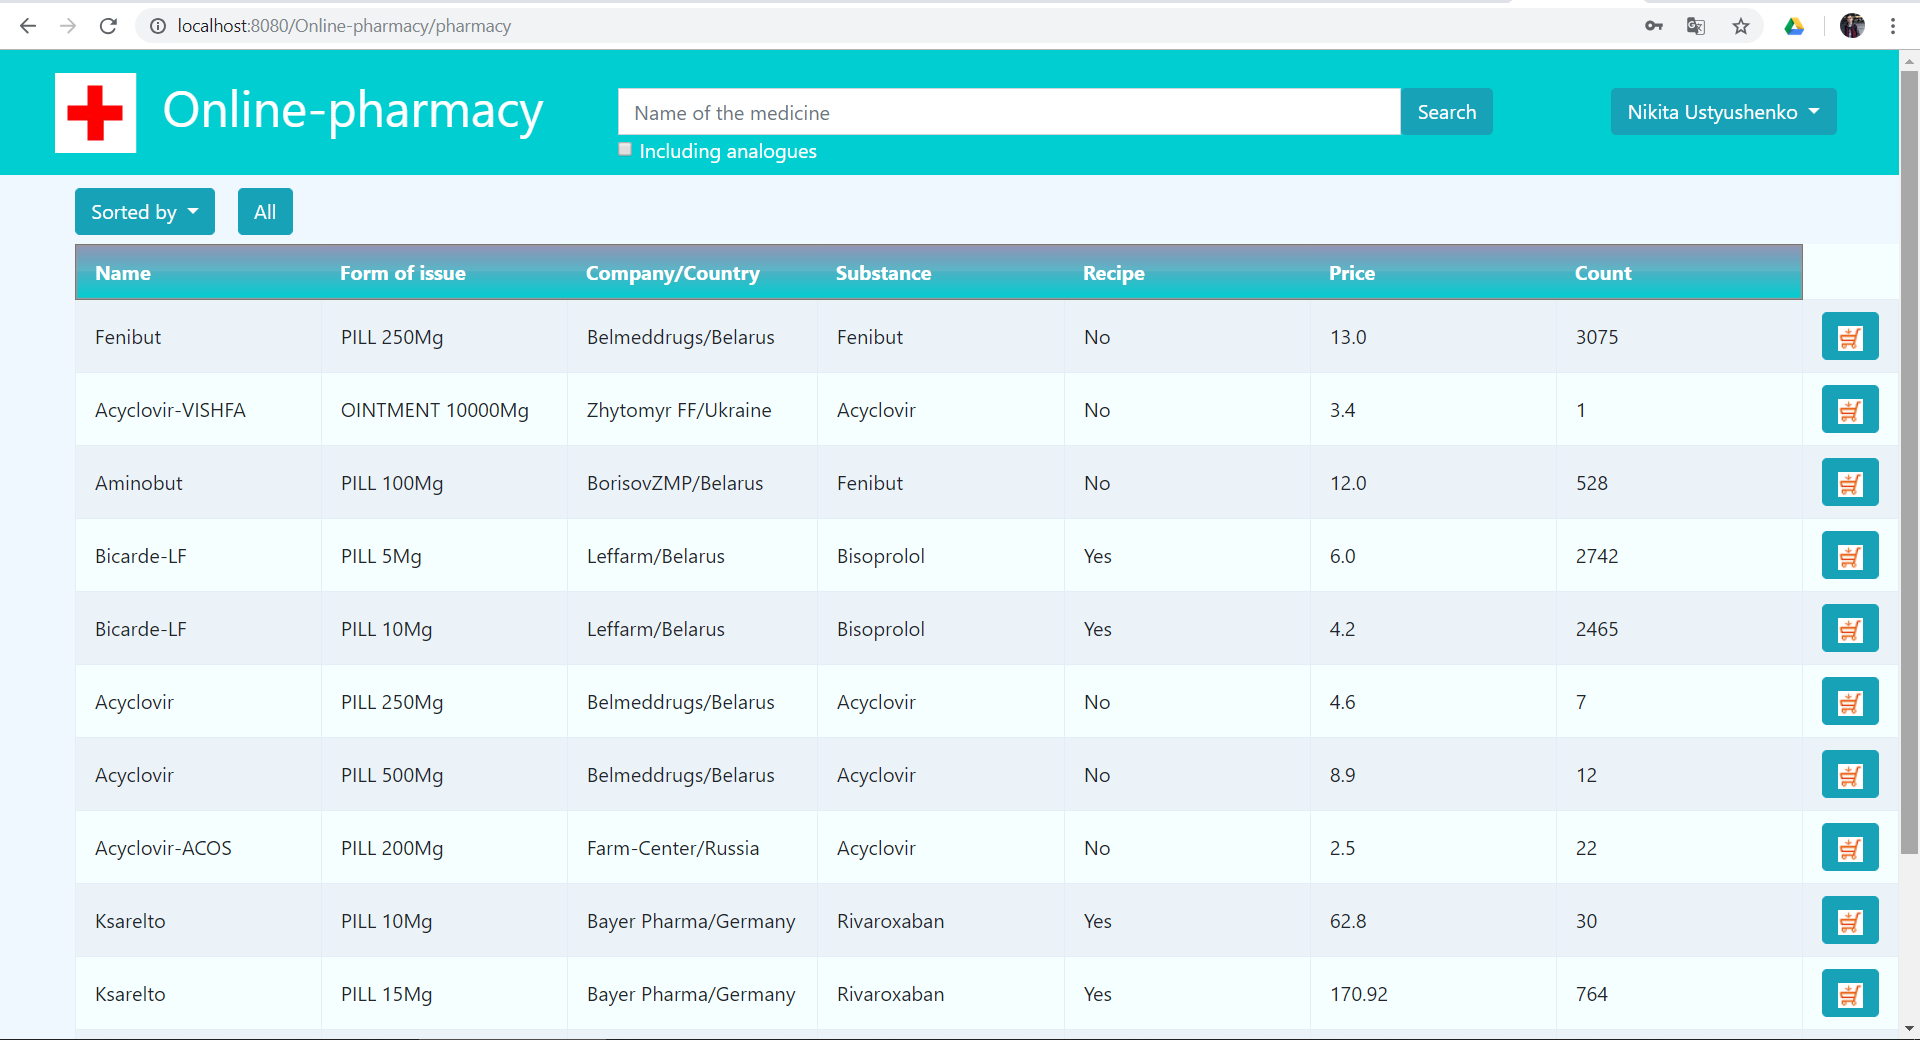 localhost:8080/Online-pharmacy/pharmacy
Online-pharmacy
Name of the medicine
Search
Nikita Ustyushenko
Including analogues
Sorted by
All
Name Form of issue Company/Country Substance Recipe Price Count
Fenibut PILL 250Mg Belmeddrugs/Belarus Fenibut No 13.0 3075
Acyclovir-VISHFA OINTMENT 10000Mg Zhytomyr FF/Ukraine Acyclovir No 3.4 1
Aminobut PILL 100Mg BorisovZMP/Belarus Fenibut No 12.0 528
Bicarde-LF PILL 5Mg Leffarm/Belarus Bisoprolol Yes 6.0 2742
Bicarde-LF PILL 10Mg Leffarm/Belarus Bisoprolol Yes 4.2 2465
Acyclovir PILL 250Mg Belmeddrugs/Belarus Acyclovir No 4.6 7
Acyclovir PILL 500Mg Belmeddrugs/Belarus Acyclovir No 8.9 12
Acyclovir-ACOS PILL 200Mg Farm-Center/Russia Acyclovir No 2.5 22
Ksarelto PILL 10Mg Bayer Pharma/Germany Rivaroxaban Yes 62.8 30
Ksarelto PILL 15Mg Bayer Pharma/Germany Rivaroxaban Yes 170.92 764